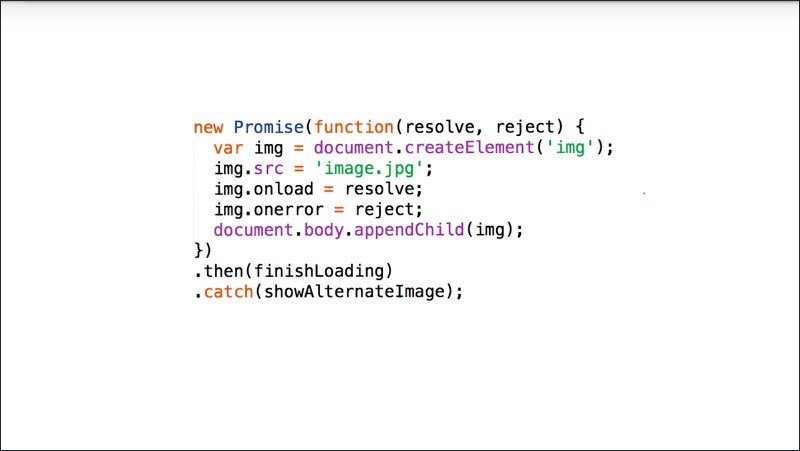 new Promise(function(resolve, reject) {
  var img = document.createElement('img');
  img.src = 'image.jpg';
  img.onload = resolve;
  img.onerror = reject;
  document.body.appendChild(img);
})
.then(finishLoading)
.catch(showAlternateImage);